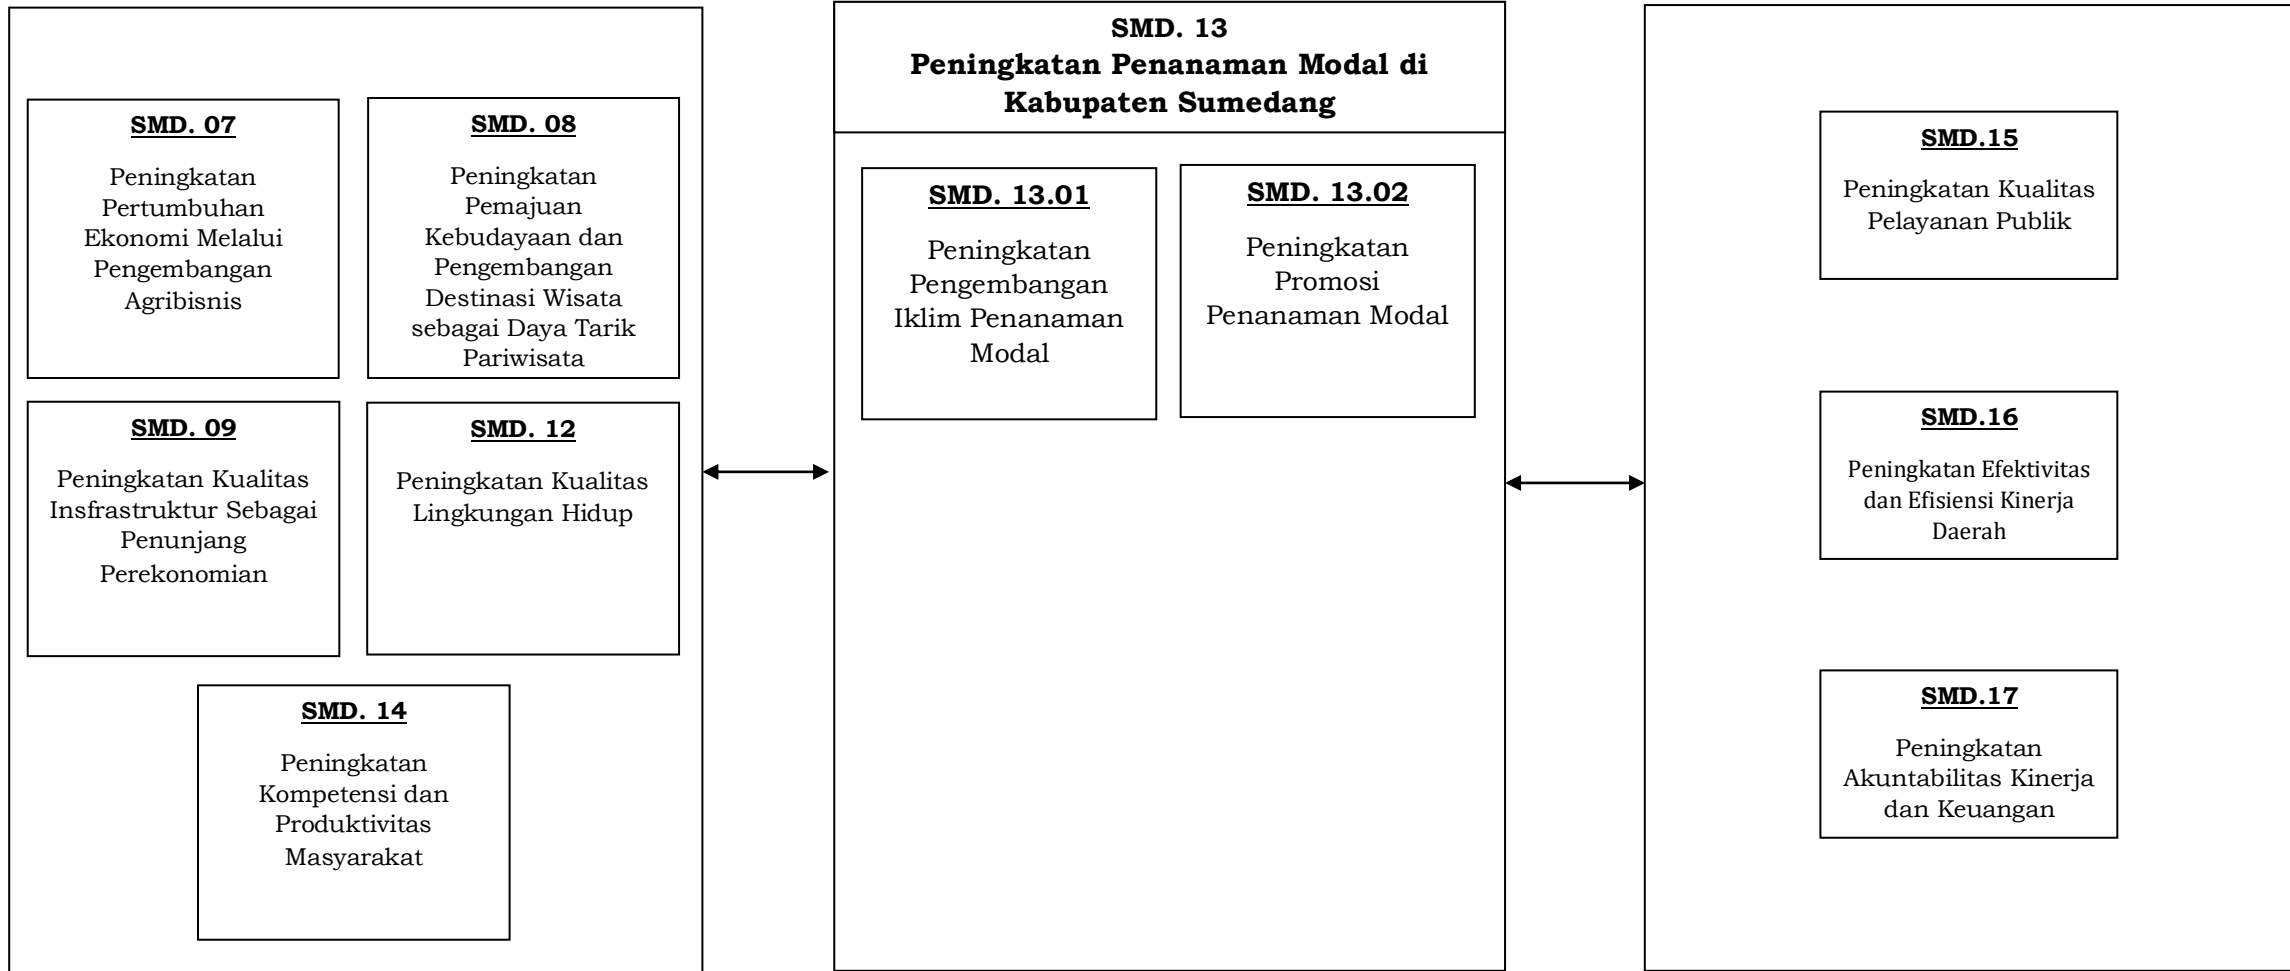 SMD. 07
Peningkatan
Pertumbuhan
Ekonomi Melalui
Pengembangan
Agribisnis
SMD. 08
Peningkatan
Pemajuan
Kebudayaan dan
Pengembangan
Destinasi Wisata
sebagai Daya Tarik
Pariwisata
SMD. 09
Peningkatan Kualitas
Insfrastruktur Sebagai
Penunjang
Perekonomian
SMD. 12
Peningkatan Kualitas
Lingkungan Hidup
SMD. 14
Peningkatan
Kompetensi dan
Produktivitas
Masyarakat
SMD. 13
Peningkatan Penanaman Modal di
Kabupaten Sumedang
SMD. 13.01
Peningkatan
Pengembangan
Iklim Penanaman
Modal
SMD. 13.02
Peningkatan
Promosi
Penanaman Modal
SMD.15
Peningkatan Kualitas
Pelayanan Publik
SMD.16
Peningkatan Efektivitas
dan Efisiensi Kinerja
Daerah
SMD.17
Peningkatan
Akuntabilitas Kinerja
dan Keuangan